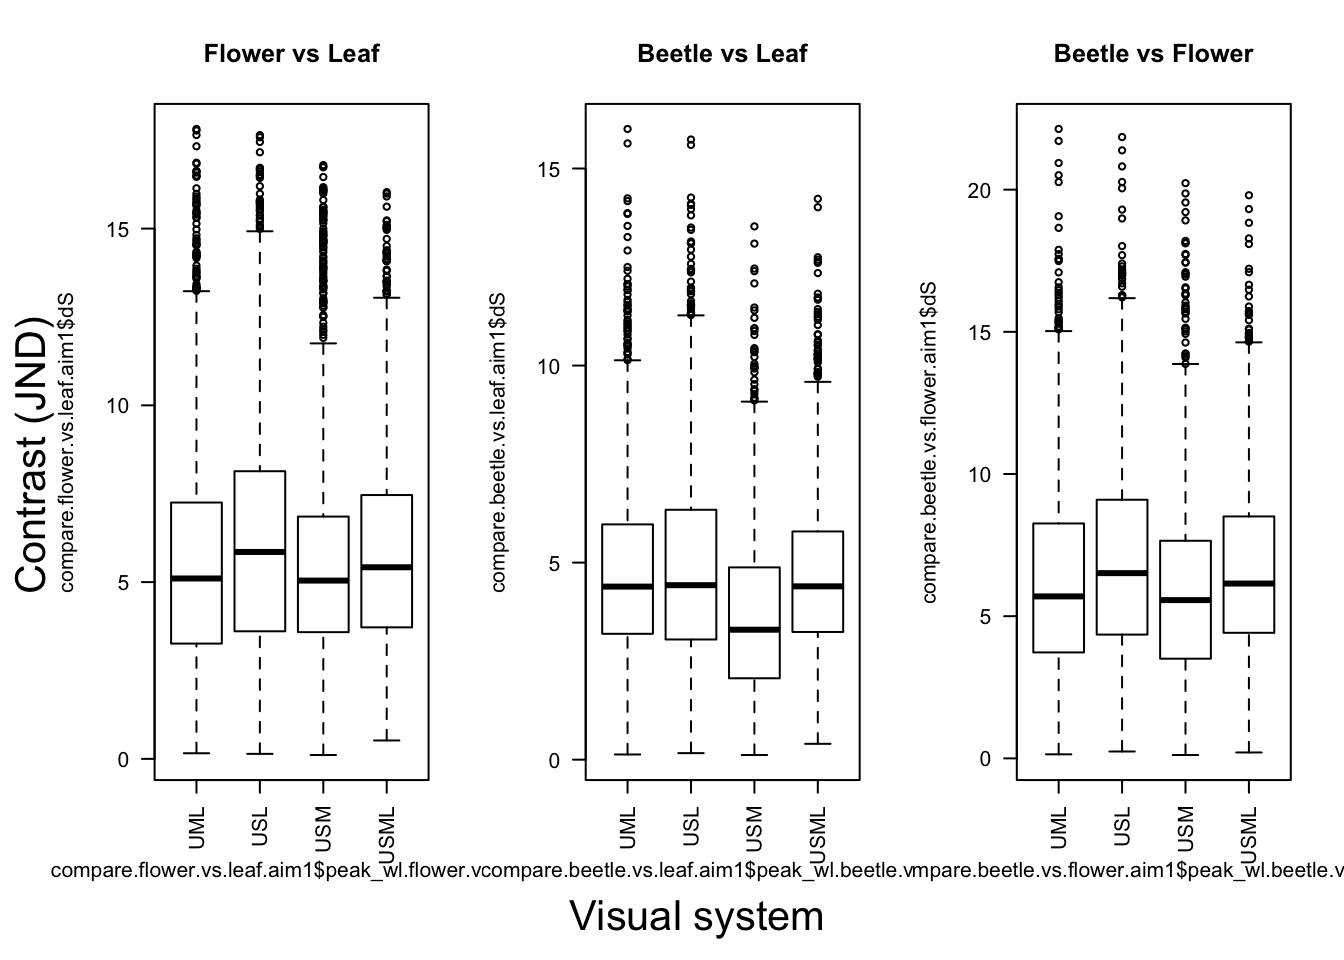 Flower vs Leaf
Beetle vs Leaf
Beetle vs Flower
Contrast (JND)
compare.flower.vs.leaf.aim1$dS
15
10
5
0
UML
USL
USM
USML
compare.beetle.vs.leaf.aim1$dS
15
10
5
0
UML
USL
USM
USML
compare.beetle.vs.flower.aim1$dS
20
15
10
5
0
UML
USL
USM
USML
compare.flower.vs.leaf.aim1$peak_wl.flower.v
compare.beetle.vs.leaf.aim1$peak_wl.beetle.v
mpare.beetle.vs.flower.aim1$peak_wl.beetle.v
Visual system